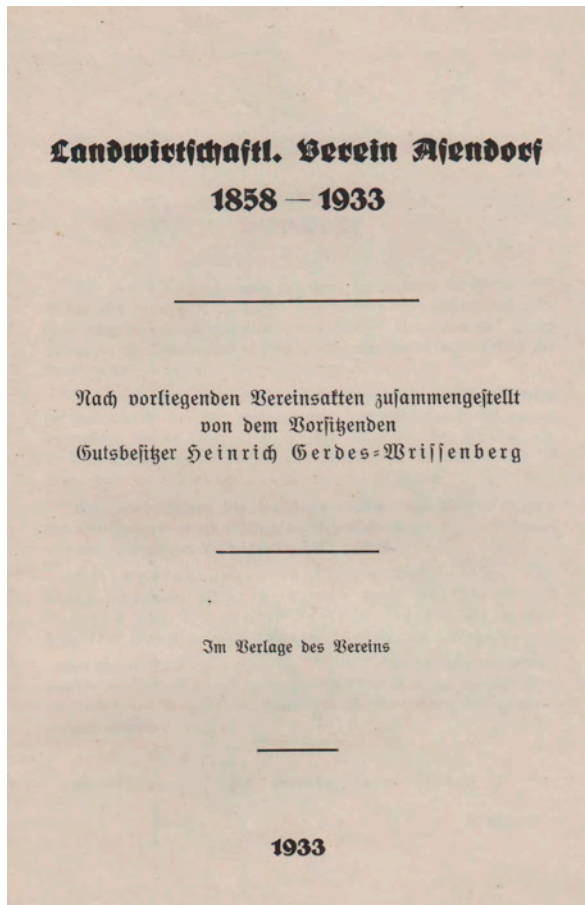 Landwirtschaftl. Verein Asendorf
1858 — 1933
Nach vorliegenden Vereinsakten zusammengestellt
von dem Vorsitzenden
Gutsbesitzer Heinrich Gerdes-Wrissenberg
Im Verlage des Vereins
1933